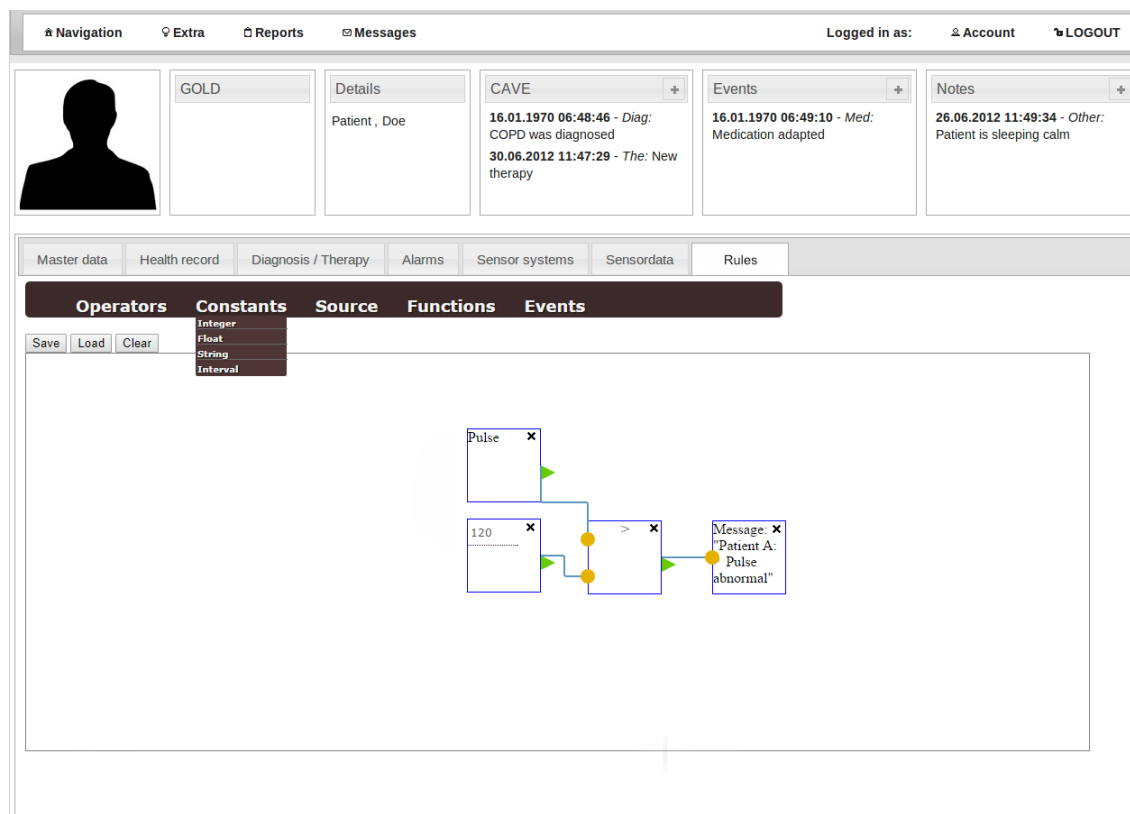 Navigation Extra Reports Messages Logged in as: Account LOGOUT
GOLD
Details
Patient , Doe
CAVE +
16.01.1970 06:48:46 - Diag:
COPD was diagnosed
30.06.2012 11:47:29 - The: New
therapy
Events +
16.01.1970 06:49:10 - Med:
Medication adapted
Notes +
26.06.2012 11:49:34 - Other:
Patient is sleeping calm
Master data Health record Diagnosis / Therapy Alarms Sensor systems Sensordata Rules
Operators Constants Source Functions Events
Integer
Float
String
Interval
Save Load Clear
Pulse
120
>
Message:
"Patient A:
Pulse
abnormal"